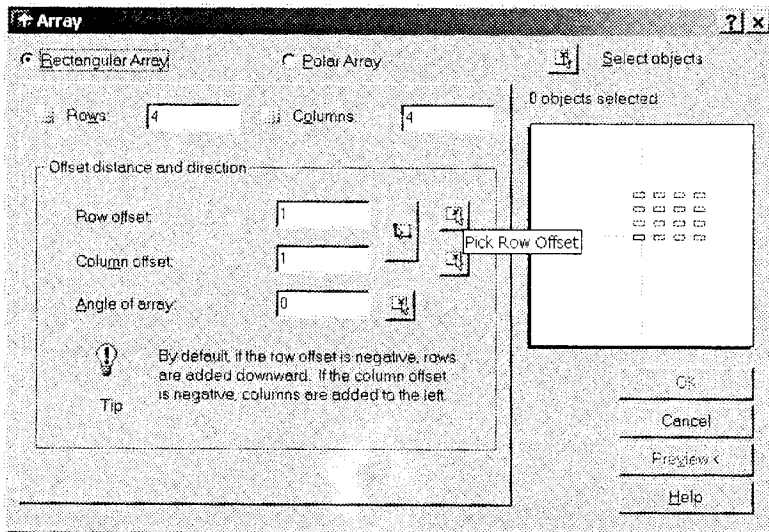 Array ? x
Rectangular Array Polar Array Select objects
Rows: 4 Columns 4 0 objects selected
Offset distance and direction
Row offset: 1
Pick Row Offset
Column offset: 1
Angle of array: 0
By default, if the row offset is negative, rows
are added downward. If the column offset
is negative, columns are added to the left.
Tip
OK
Cancel
Preview <
Help